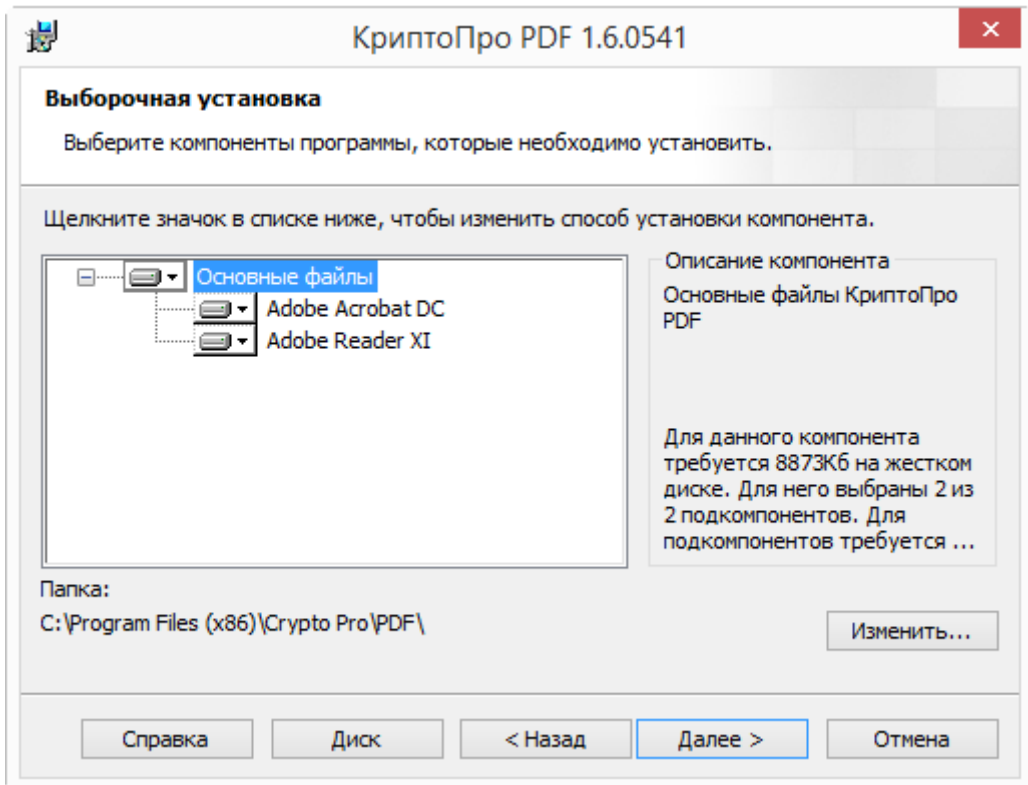 КриптоПро PDF 1.6.0541
Выборочная установка
Выберите компоненты программы, которые необходимо установить.
Щелкните значок в списке ниже, чтобы изменить способ установки компонента.
Основные файлы
Adobe Acrobat DC
Adobe Reader XI
Описание компонента
Основные файлы КриптоПро
PDF
Для данного компонента
требуется 8873Кб на жестком
диске. Для него выбраны 2 из
2 подкомпонентов. Для
подкомпонентов требуется ...
Папка:
C:\Program Files (x86)\Crypto Pro\PDF\
Изменить...
Справка
Диск
< Назад
Далее >
Отмена